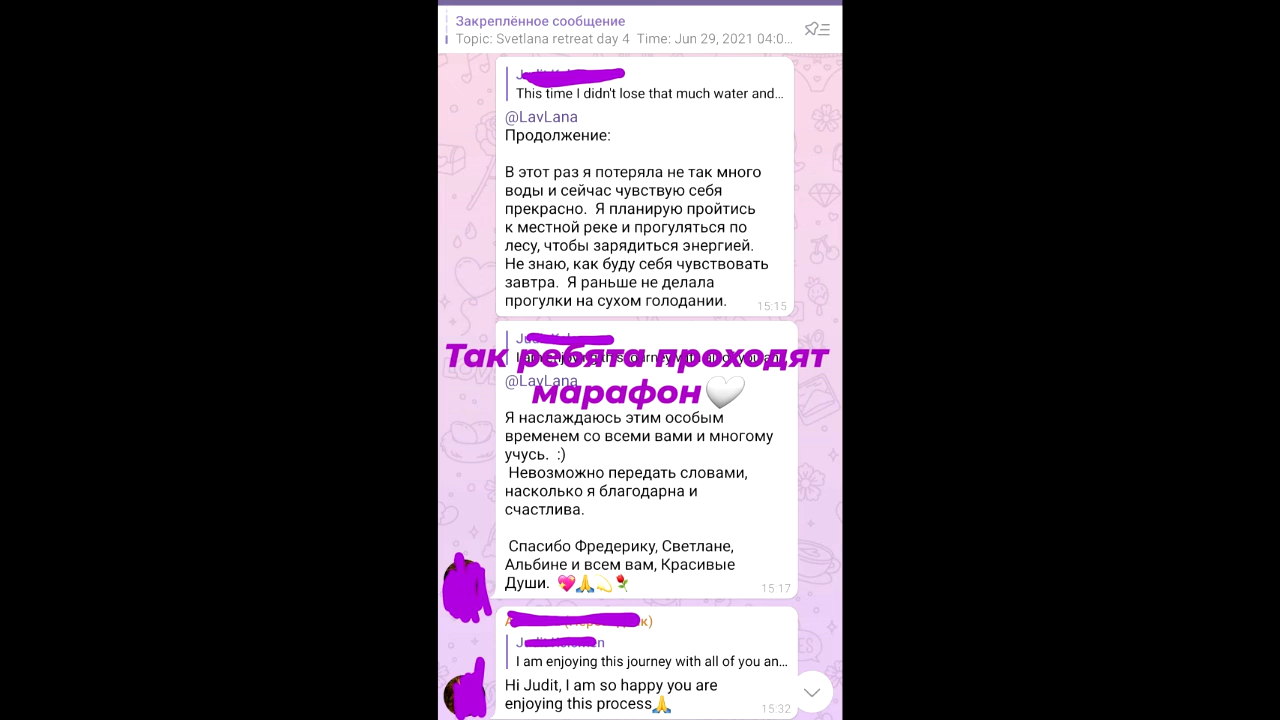 Закреплённое сообщение
Topic: Svetlana retreat day 4 Time: Jun 29, 2021 04:0...
This time I didn't lose that much water and...
@LavLana
Продолжение:
В этот раз я потеряла не так много
воды и сейчас чувствую себя
прекрасно. Я планирую пройтись
к местной реке и прогуляться по
лесу, чтобы зарядиться энергией.
Не знаю, как буду себя чувствовать
завтра. Я раньше не делала
прогулки на сухом голодании.
15:15
Так ребята проходят
марафон🤍
@LavLana
Я наслаждаюсь этим особым
временем со всеми вами и многому
учусь. :)
Невозможно передать словами,
насколько я благодарна и
счастлива.
Спасибо Фредерику, Светлане,
Альбине и всем вам, Красивые
Души. 💖🙏💫🌹
15:17
I am enjoying this journey with all of you an...
Hi Judit, I am so happy you are
enjoying this process🙏
15:32